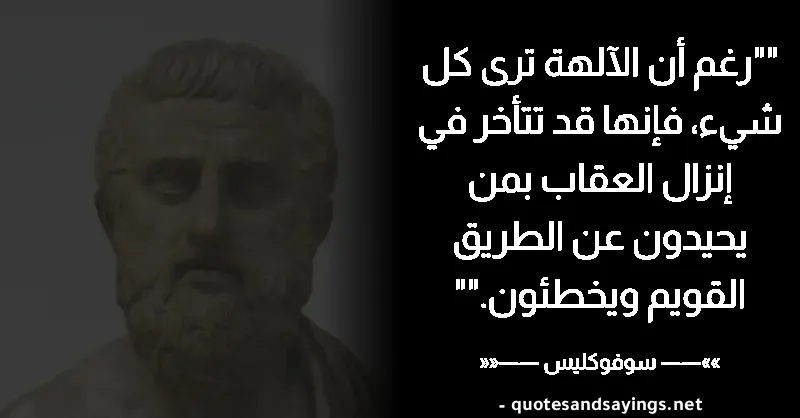 ""رغم أن الآلهة ترى كل
شيء، فإنها قد تتأخر في
إنزال العقاب بمن
يحيدون عن الطريق
القويم ويخطئون.""
»»—— سوفوكليس ——««
- quotesandsayings.net